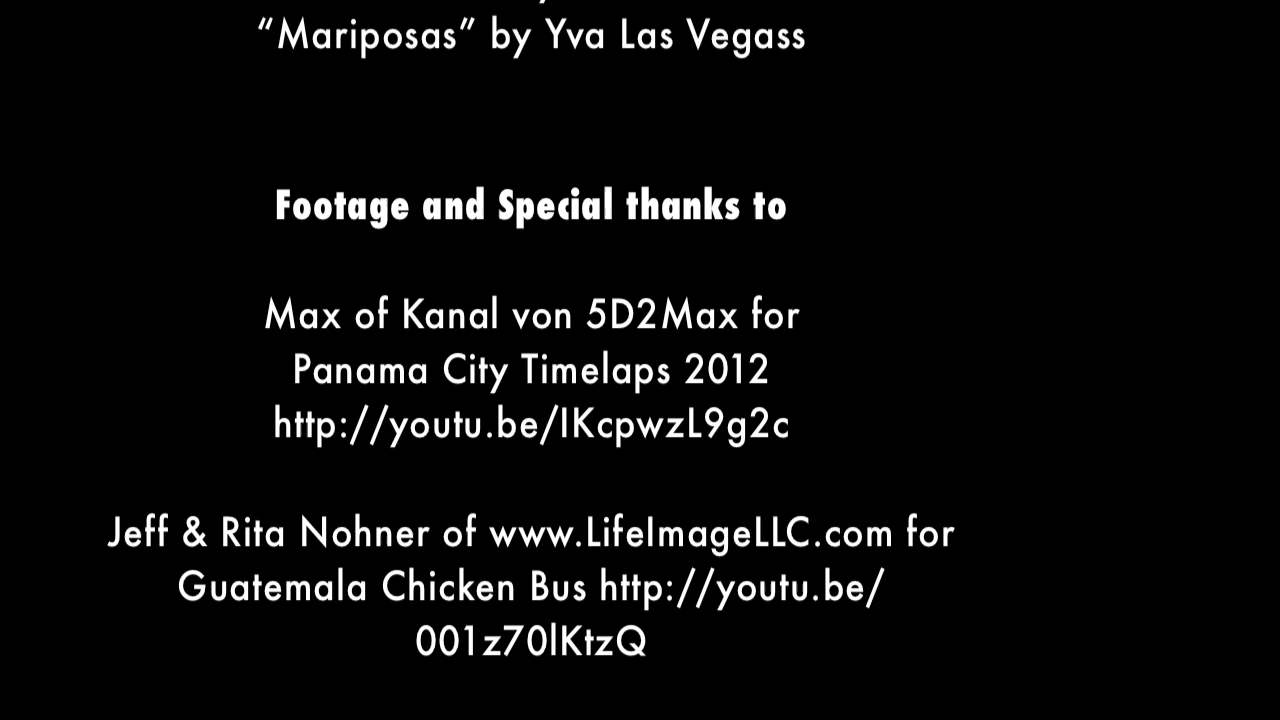 “Mariposas” by Yva Las Vegass
Footage and Special thanks to
Max of Kanal von 5D2Max for
Panama City Timelaps 2012
http://youtu.be/IKcpwzL9g2c
Jeff & Rita Nohner of www.LifeImageLLC.com for
Guatemala Chicken Bus http://youtu.be/
001z70lKtzQ